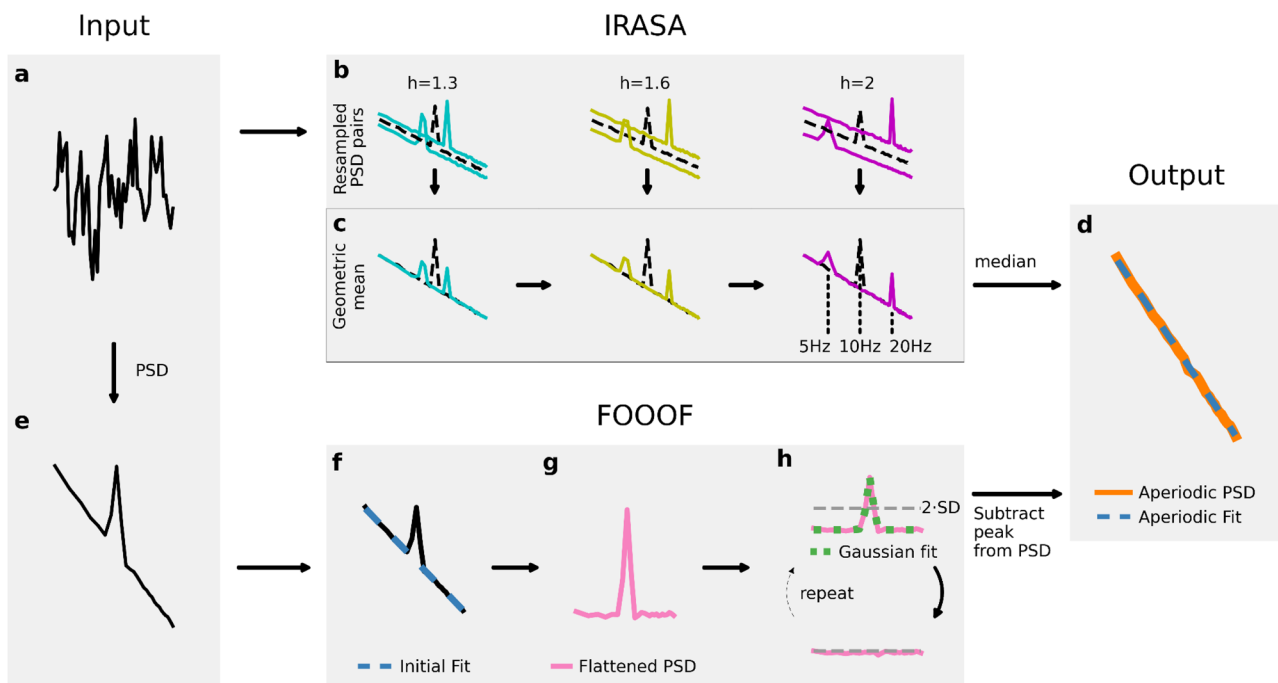 Input
IRASA
a
b
h=1.3
h=1.6
h=2
Resampled
PSD pairs
c
Geometric
mean
5Hz
10Hz
20Hz
median
Output
d
Aperiodic PSD
Aperiodic Fit
PSD
e
FOOOF
f
Initial Fit
g
Flattened PSD
h
2·SD
Gaussian fit
repeat
Subtract
peak
from PSD